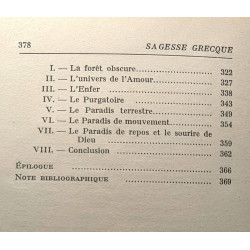 378 SAGESSE GRECQUE
I. — La forêt obscure 322
II. — L'univers de l'Amour 327
III. — L'Enfer 338
IV. — Le Purgatoire 343
V. — Le Paradis terrestre 349
VI. — Le Paradis de mouvement 354
VII. — Le Paradis de repos et le sourire de
Dieu 359
VIII. — Conclusion 362
ÉPILOGUE 366
NOTE BIBLIOGRAPHIQUE 369